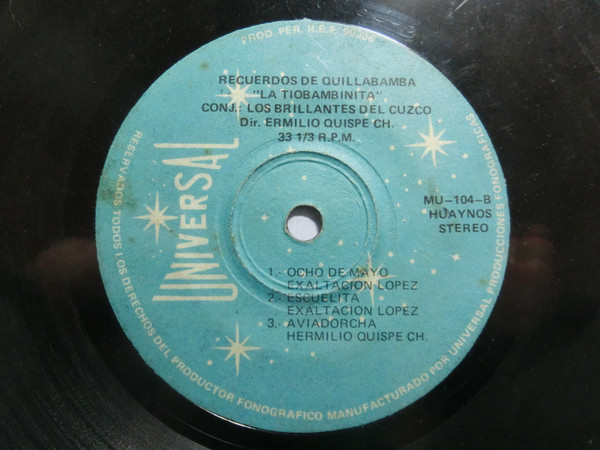 PROD. PER. H.E.F.
RECUERDOS DE QUILLABAMBA
"LA TIOBAMBINITA"
CONJ.: LOS BRILLANTES DEL CUZCO
Dir. ERMILIO QUISPE CH.
33 1/3 R.P.M.
UNIVERSAL
MU-104-B
HUAYNOS
STEREO
1.- OCHO DE MAYO
EXALTACION LOPEZ
2.- ESCUELITA
EXALTACION LOPEZ
3.- AVIADORCHA
HERMILIO QUISPE CH.
RESERVADOS TODOS LOS DERECHOS DEL PRODUCTOR FONOGRAFICO MANUFACTURADO POR UNIVERSAL PRODUCCIONES FONOGRAFICAS